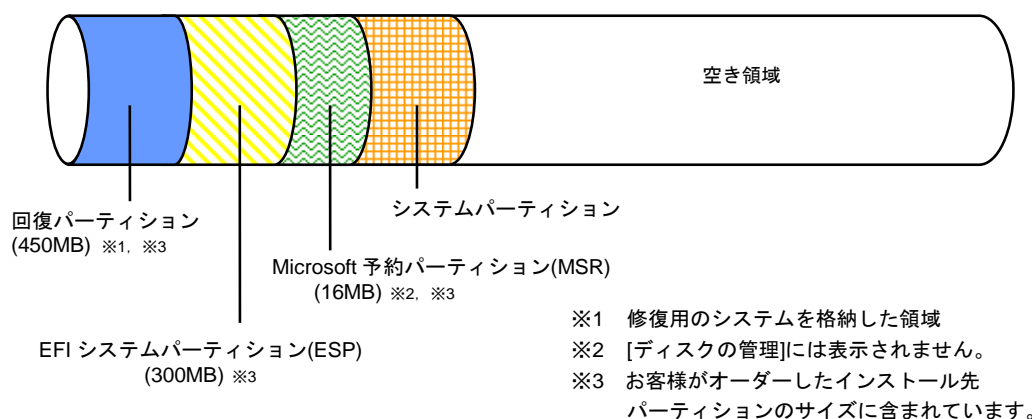 空き領域
システムパーティション
回復パーティション
(450MB) ※1, ※3
Microsoft 予約パーティション(MSR)
(16MB) ※2, ※3
EFI システムパーティション(ESP)
(300MB) ※3
※1 修復用のシステムを格納した領域
※2 [ディスクの管理]には表示されません。
※3 お客様がオーダーしたインストール先
パーティションのサイズに含まれています。